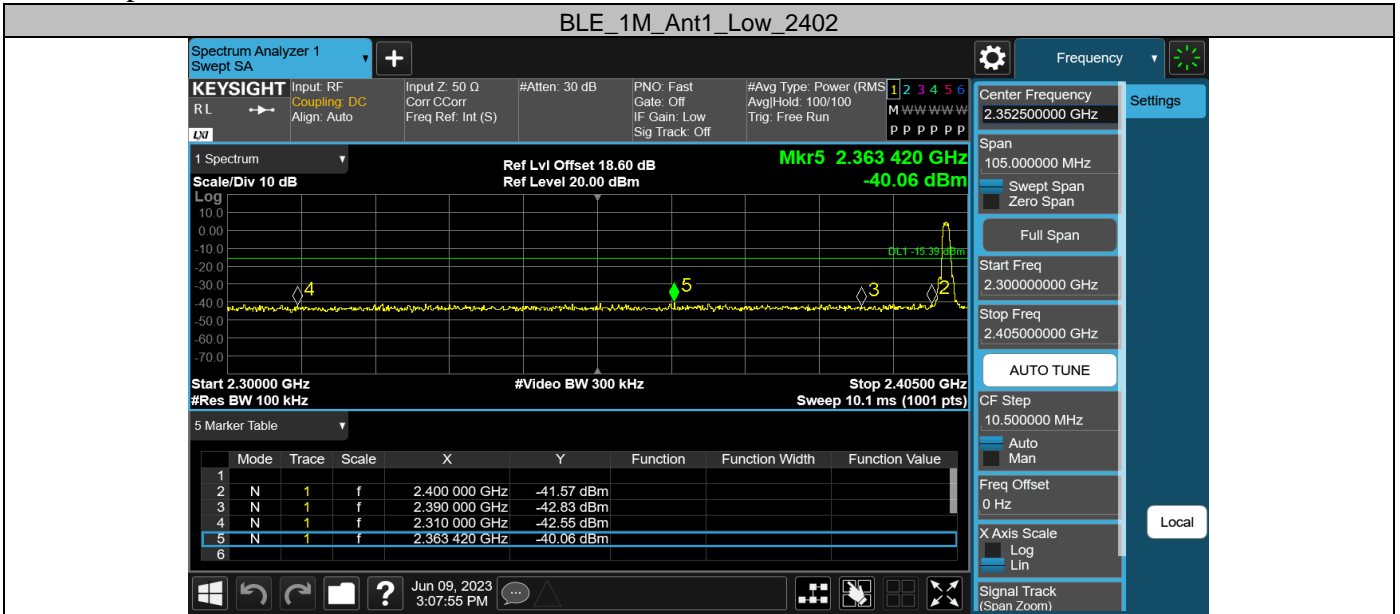 BLE_1M_Ant1_Low_2402
Spectrum Analyzer 1
Swept SA
Frequency
KEYSIGHT
R L
LXI
Input: RF
Coupling: DC
Align: Auto
Input Z: 50 Ω
Corr CCorr
Freq Ref: Int (S)
#Atten: 30 dB
PNO: Fast
Gate: Off
IF Gain: Low
Sig Track: Off
#Avg Type: Power (RMS
Avg|Hold: 100/100
Trig: Free Run
1 2 3 4 5 6
M W W W W W
P P P P P P
1 Spectrum
Scale/Div 10 dB
Ref Lvl Offset 18.60 dB
Ref Level 20.00 dBm
Mkr5 2.363 420 GHz
-40.06 dBm
Log
10.0
0.00
-10.0
-20.0
-30.0
-40.0
-50.0
-60.0
-70.0
DL1 -15.39 dBm
4
5
3
2
Start 2.30000 GHz
#Res BW 100 kHz
#Video BW 300 kHz
Stop 2.40500 GHz
Sweep 10.1 ms (1001 pts)
5 Marker Table
Mode Trace Scale X Y Function Function Width Function Value
1
2 N 1 f 2.400 000 GHz -41.57 dBm
3 N 1 f 2.390 000 GHz -42.83 dBm
4 N 1 f 2.310 000 GHz -42.55 dBm
5 N 1 f 2.363 420 GHz -40.06 dBm
6
Jun 09, 2023
3:07:55 PM
Center Frequency
2.352500000 GHz
Settings
Span
105.000000 MHz
Swept Span
Zero Span
Full Span
Start Freq
2.300000000 GHz
Stop Freq
2.405000000 GHz
AUTO TUNE
CF Step
10.500000 MHz
Auto
Man
Freq Offset
0 Hz
Local
X Axis Scale
Log
Lin
Signal Track
(Span Zoom)